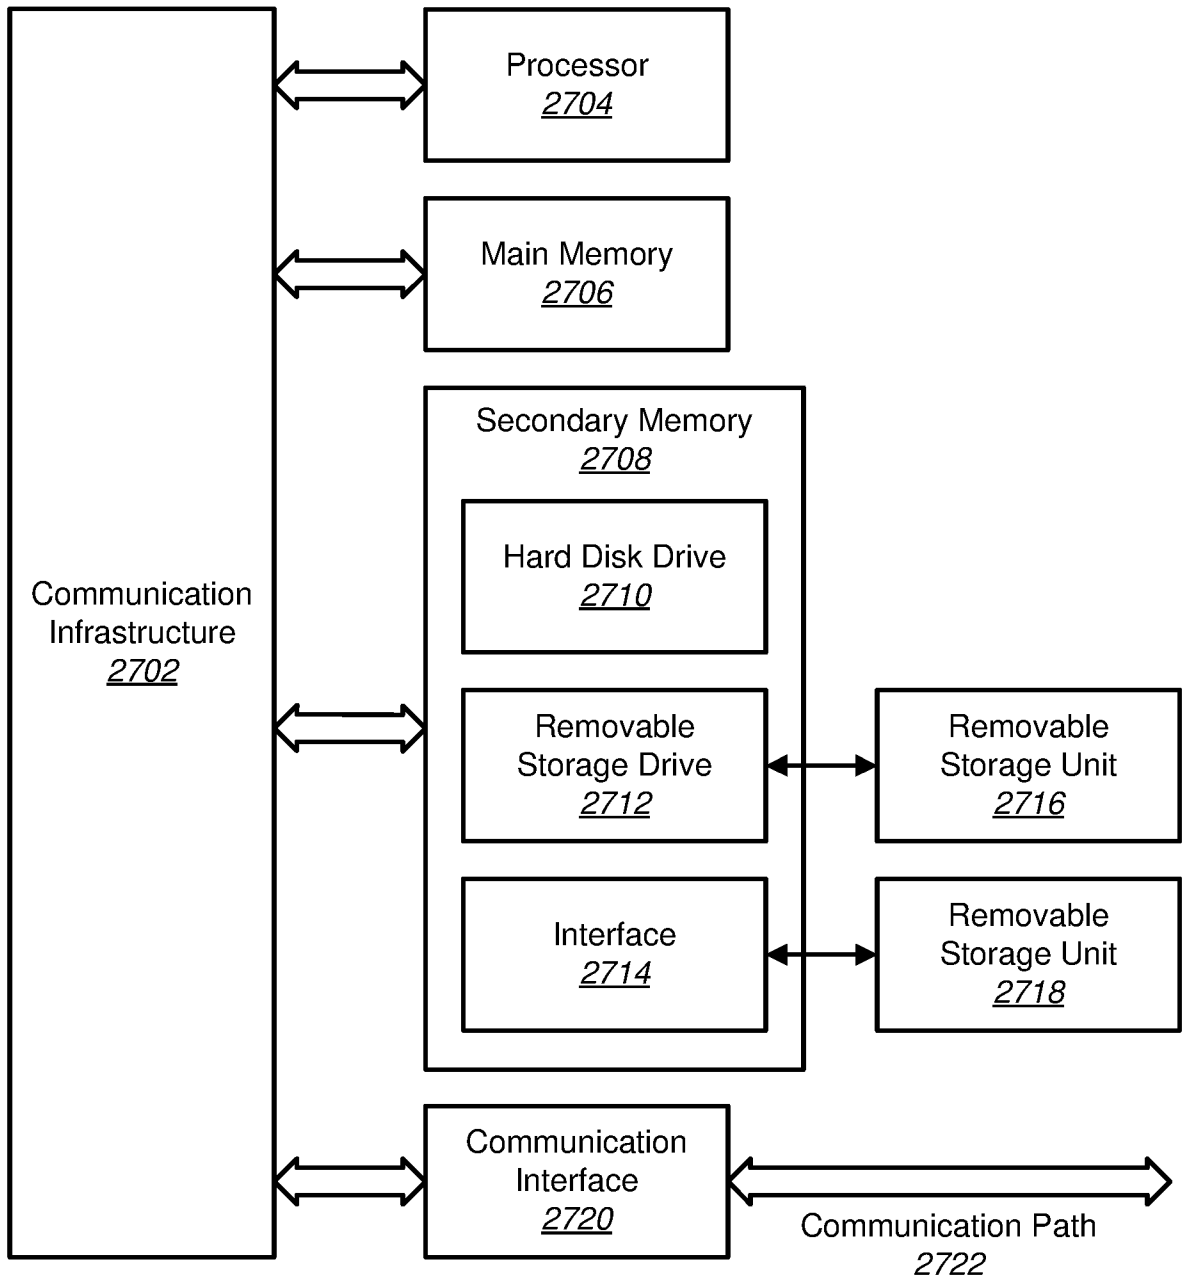 Processor
2704
Main Memory
2706
Secondary Memory
2708
Hard Disk Drive
2710
Communication
Infrastructure
2702
Removable
Storage Drive
2712
Removable
Storage Unit
2716
Interface
2714
Removable
Storage Unit
2718
Communication
Interface
2720
Communication Path
2722